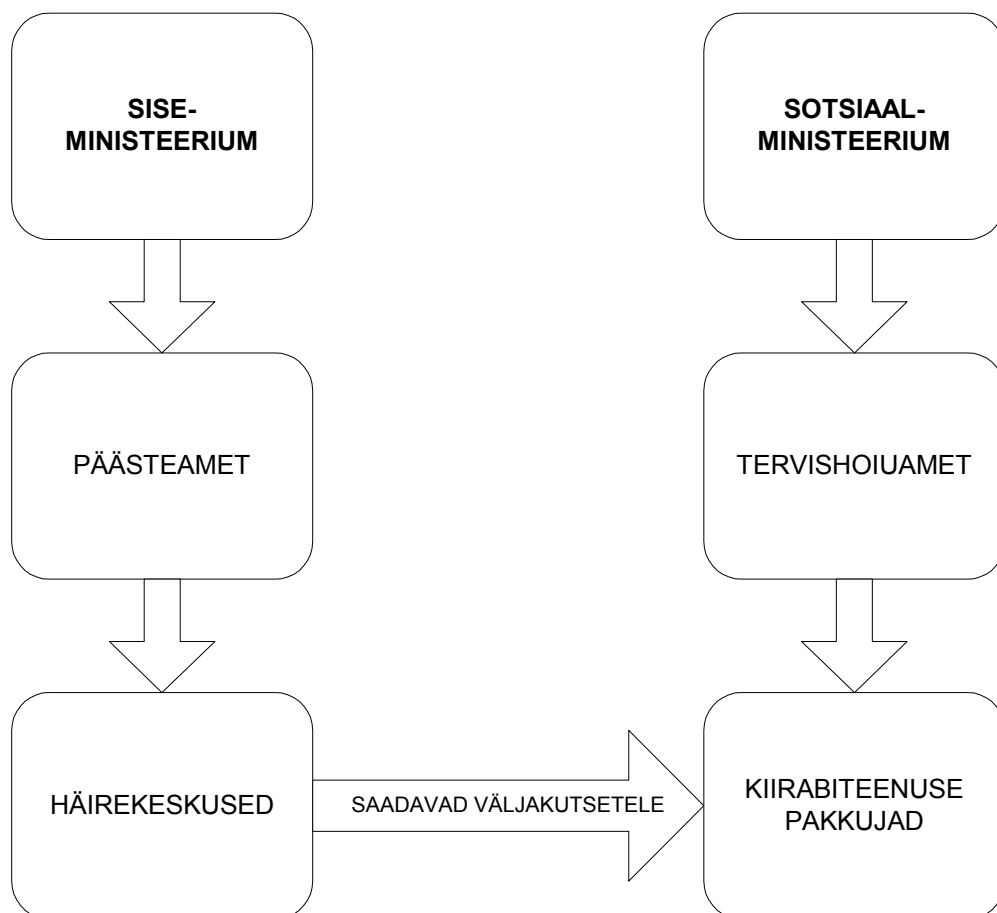 SISE-
MINISTEERIUM
SOTSIAAL-
MINISTEERIUM
PÄÄSTEAMET
TERVISHOIUAMET
HÄIREKESKUSED
SAADAVAD VÄLJAKUTSETELE
KIIRABITEENUSE
PAKKUJAD